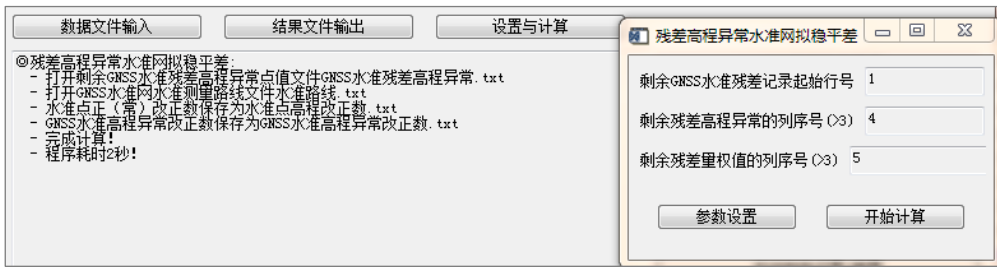 数据文件输入
结果文件输出
设置与计算
◎残差高程异常水准网拟稳平差:
- 打开剩余GNSS水准残差高程异常点值文件GNSS水准残差高程异常.txt
- 打开GNSS水准网水准测量路线文件水准路线.txt
- 水准点正（常）改正数保存为水准点高程改正数.txt
- GNSS水准高程异常改正数保存为GNSS水准高程异常改正数.txt
- 完成计算!
- 程序耗时2秒!
残差高程异常水准网拟稳平差
剩余GNSS水准残差记录起始行号 1
剩余残差高程异常的列序号(>3) 4
剩余残差量权值的列序号(>3) 5
参数设置
开始计算